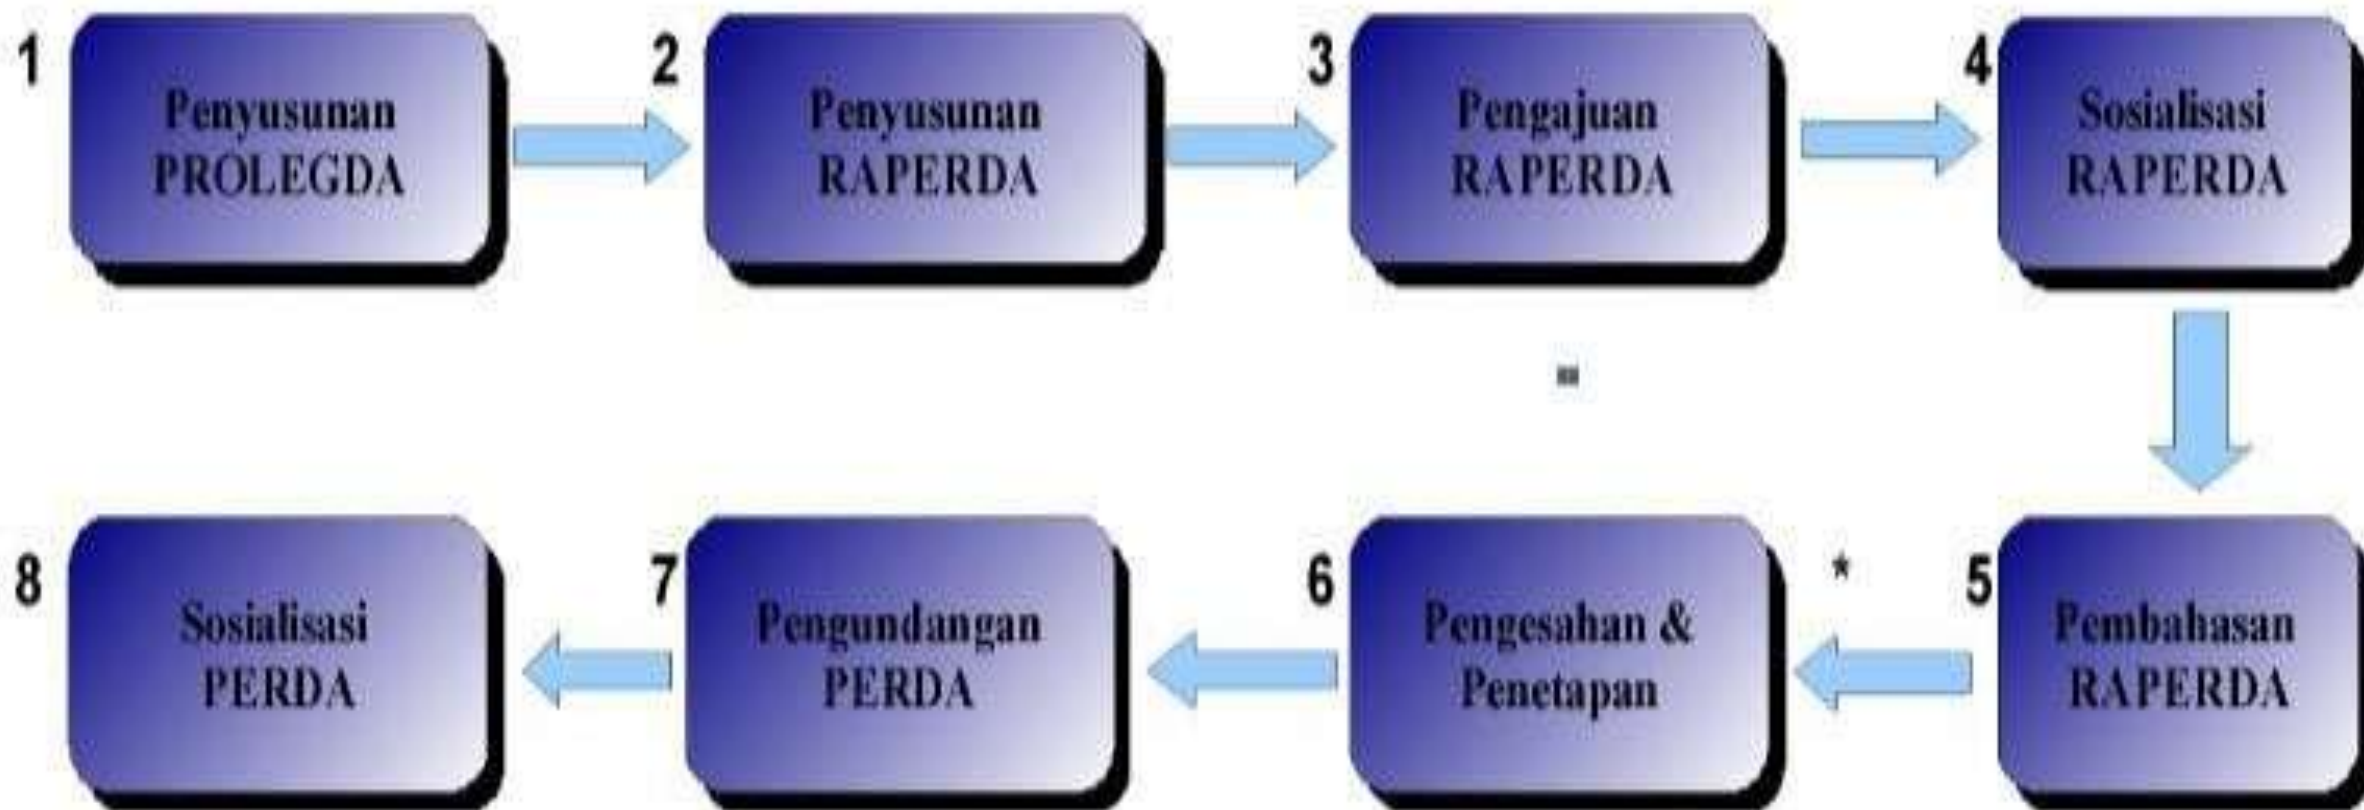 1
Penyusunan
PROLEGDA
2
Penyusunan
RAPERDA
3
Pengajuan
RAPERDA
4
Sosialisasi
RAPERDA
5
Pembahasan
RAPERDA
*
6
Pengesahan &
Penetapan
7
Pengundangan
PERDA
8
Sosialisasi
PERDA